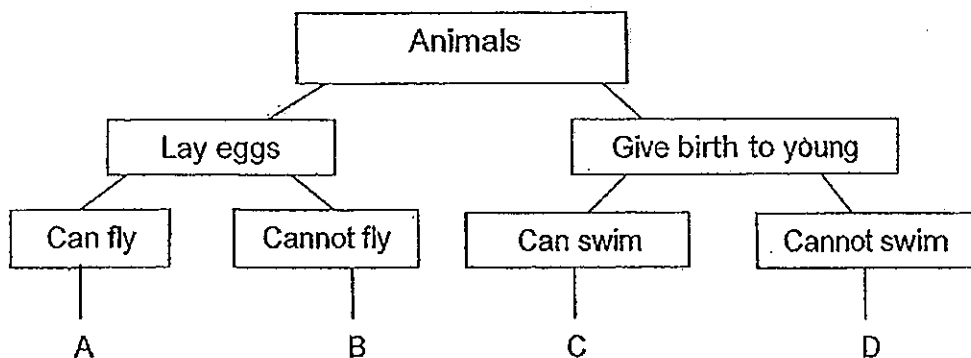 Animals
Lay eggs
Give birth to young
Can fly
Cannot fly
Can swim
Cannot swim
A
B
C
D